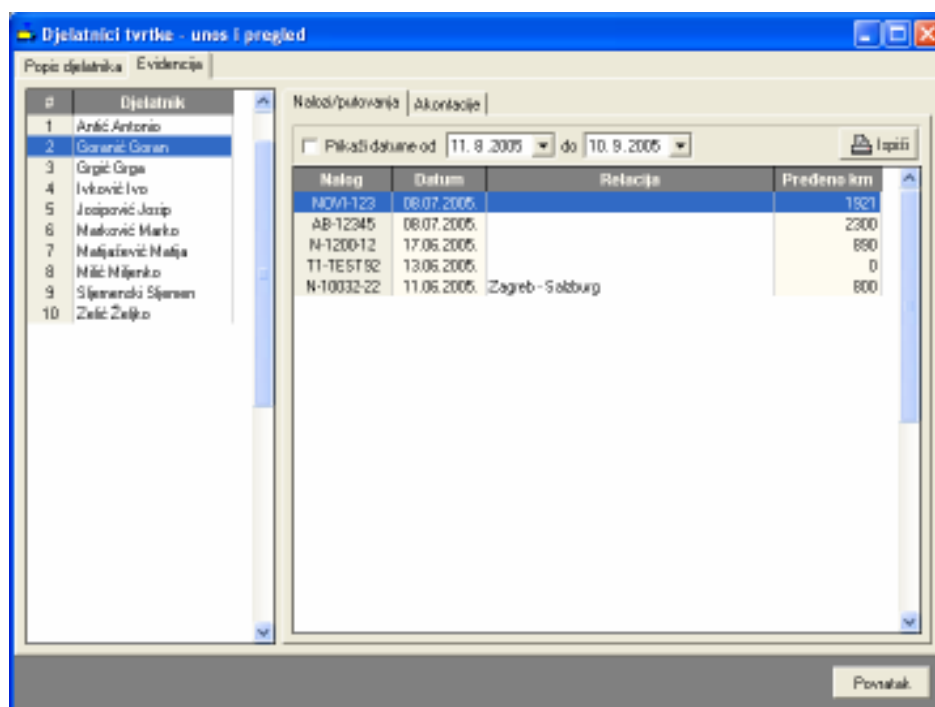 Djelatnici tvrtke - unos i pregled
Popis djelatnika Evidencija
# Djelatnik
1 Antić Antonio
2 Goranić Goran
3 Grgić Grga
4 Ivković Ivo
5 Josipović Josip
6 Marković Marko
7 Matijašević Matija
8 Milić Miljenko
9 Sljemenski Sljemen
10 Zelić Željko
Nalozi/putovanja Akontacije
Prikaži datume od 11. 8 .2005 do 10. 9 .2005 Ispiši
Nalog Datum Relacija Pređeno km
NOVI-123 08.07.2005. 1921
AB-12345 08.07.2005. 2300
N-1200-12 17.06.2005. 890
T1-TEST92 13.06.2005. 0
N-10032-22 11.06.2005. Zagreb - Salzburg 800
Povratak